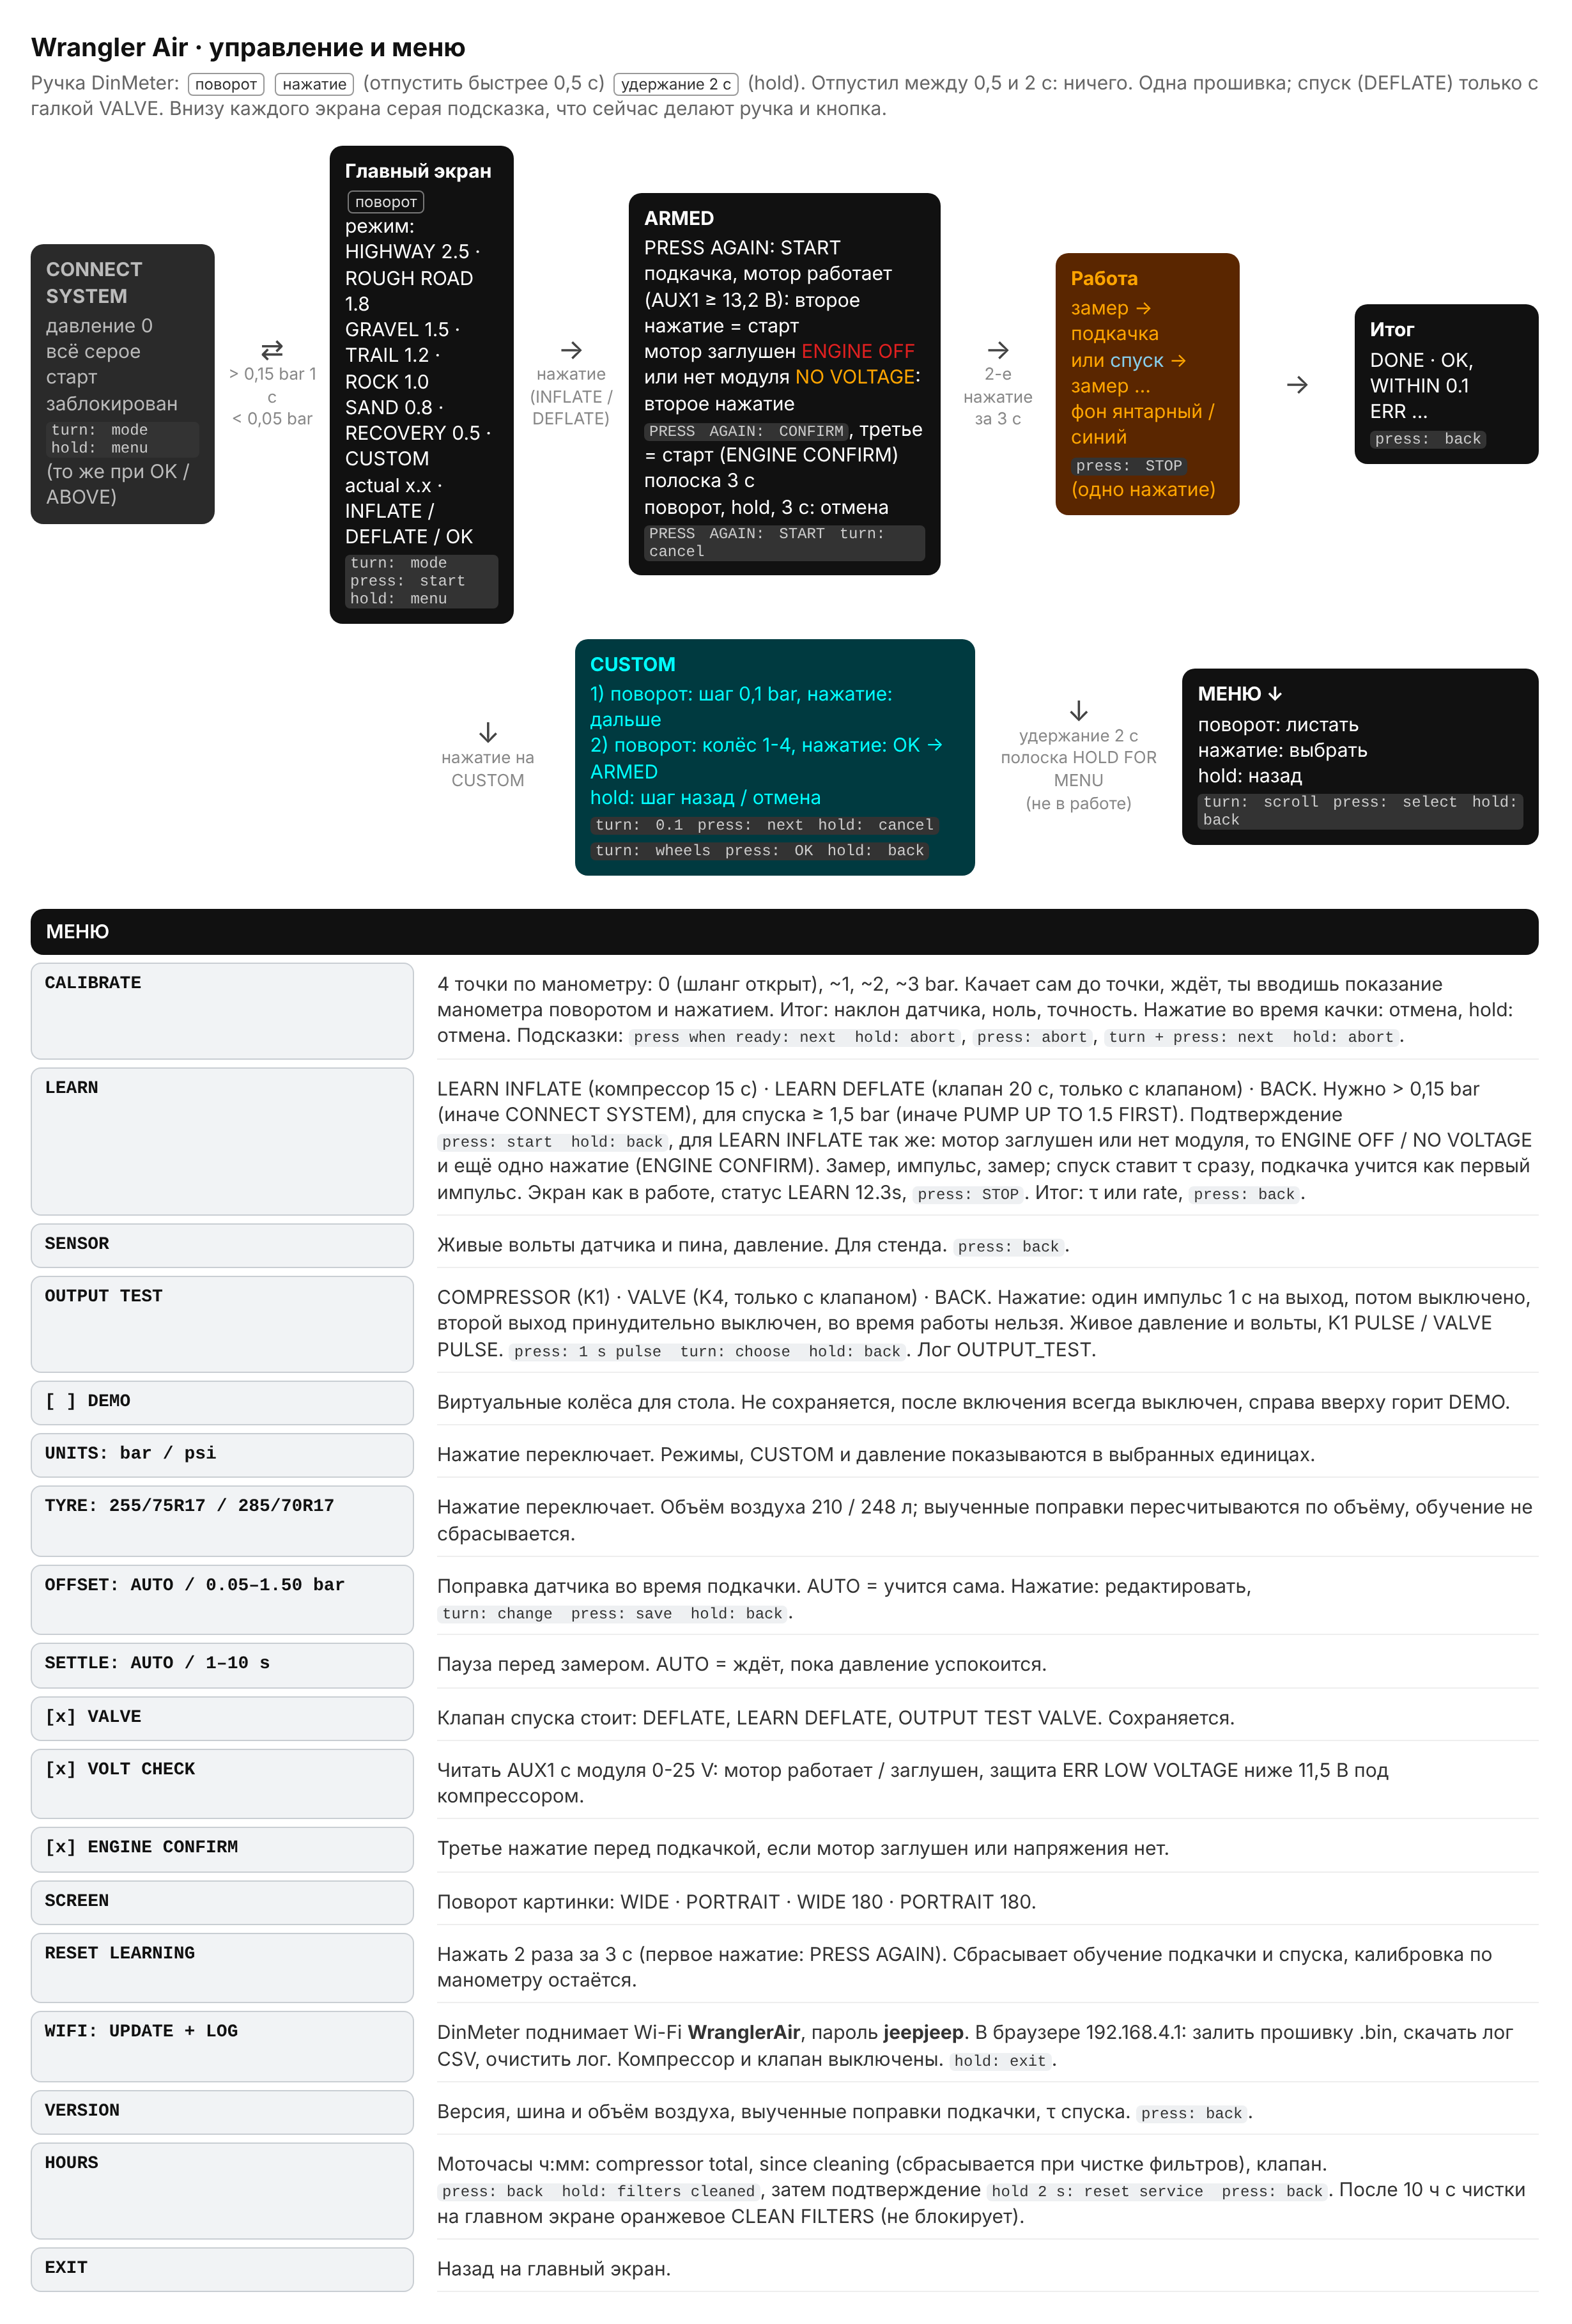 Wrangler Air · управление и меню
Ручка DinMeter: поворот нажатие (отпустить быстрее 0,5 с) удержание 2 с (hold). Отпустил между 0,5 и 2 с: ничего. Одна прошивка; спуск (DEFLATE) только с
галкой VALVE. Внизу каждого экрана серая подсказка, что сейчас делают ручка и кнопка.
CONNECT
SYSTEM
давление 0
всё серое
старт
заблокирован
turn: mode
hold: menu
(то же при OK /
ABOVE)
⇄
> 0,15 bar 1
с
< 0,05 bar
Главный экран
поворот
режим:
HIGHWAY 2.5 ·
ROUGH ROAD
1.8
GRAVEL 1.5 ·
TRAIL 1.2 ·
ROCK 1.0
SAND 0.8 ·
RECOVERY 0.5 ·
CUSTOM
actual x.x ·
INFLATE /
DEFLATE / OK
turn: mode
press: start
hold: menu
→
нажатие
(INFLATE /
DEFLATE)
ARMED
PRESS AGAIN: START
подкачка, мотор работает
(AUX1 ≥ 13,2 В): второе
нажатие = старт
мотор заглушен ENGINE OFF
или нет модуля NO VOLTAGE:
второе нажатие
PRESS AGAIN: CONFIRM, третье
= старт (ENGINE CONFIRM)
полоска 3 с
поворот, hold, 3 с: отмена
PRESS AGAIN: START turn:
cancel
→
2-е
нажатие
за 3 с
Работа
замер →
подкачка
или спуск →
замер ...
фон янтарный /
синий
press: STOP
(одно нажатие)
→
Итог
DONE · OK,
WITHIN 0.1
ERR ...
press: back
↓
нажатие на
CUSTOM
CUSTOM
1) поворот: шаг 0,1 bar, нажатие:
дальше
2) поворот: колёс 1-4, нажатие: OK →
ARMED
hold: шаг назад / отмена
turn: 0.1 press: next hold: cancel
turn: wheels press: OK hold: back
↓
удержание 2 с
полоска HOLD FOR
MENU
(не в работе)
МЕНЮ ↓
поворот: листать
нажатие: выбрать
hold: назад
turn: scroll press: select hold:
back
МЕНЮ
CALIBRATE
4 точки по манометру: 0 (шланг открыт), ~1, ~2, ~3 bar. Качает сам до точки, ждёт, ты вводишь показание
манометра поворотом и нажатием. Итог: наклон датчика, ноль, точность. Нажатие во время качки: отмена, hold:
отмена. Подсказки: press when ready: next hold: abort, press: abort, turn + press: next hold: abort.
LEARN
LEARN INFLATE (компрессор 15 с) · LEARN DEFLATE (клапан 20 с, только с клапаном) · BACK. Нужно > 0,15 bar
(иначе CONNECT SYSTEM), для спуска ≥ 1,5 bar (иначе PUMP UP TO 1.5 FIRST). Подтверждение
press: start hold: back, для LEARN INFLATE так же: мотор заглушен или нет модуля, то ENGINE OFF / NO VOLTAGE
и ещё одно нажатие (ENGINE CONFIRM). Замер, импульс, замер; спуск ставит τ сразу, подкачка учится как первый
импульс. Экран как в работе, статус LEARN 12.3s, press: STOP. Итог: τ или rate, press: back.
SENSOR
Живые вольты датчика и пина, давление. Для стенда. press: back.
OUTPUT TEST
COMPRESSOR (K1) · VALVE (K4, только с клапаном) · BACK. Нажатие: один импульс 1 с на выход, потом выключено,
второй выход принудительно выключен, во время работы нельзя. Живое давление и вольты, K1 PULSE / VALVE
PULSE. press: 1 s pulse turn: choose hold: back. Лог OUTPUT_TEST.
[ ] DEMO
Виртуальные колёса для стола. Не сохраняется, после включения всегда выключен, справа вверху горит DEMO.
UNITS: bar / psi
Нажатие переключает. Режимы, CUSTOM и давление показываются в выбранных единицах.
TYRE: 255/75R17 / 285/70R17
Нажатие переключает. Объём воздуха 210 / 248 л; выученные поправки пересчитываются по объёму, обучение не
сбрасывается.
OFFSET: AUTO / 0.05–1.50 bar
Поправка датчика во время подкачки. AUTO = учится сама. Нажатие: редактировать,
turn: change press: save hold: back.
SETTLE: AUTO / 1–10 s
Пауза перед замером. AUTO = ждёт, пока давление успокоится.
[x] VALVE
Клапан спуска стоит: DEFLATE, LEARN DEFLATE, OUTPUT TEST VALVE. Сохраняется.
[x] VOLT CHECK
Читать AUX1 с модуля 0-25 V: мотор работает / заглушен, защита ERR LOW VOLTAGE ниже 11,5 В под
компрессором.
[x] ENGINE CONFIRM
Третье нажатие перед подкачкой, если мотор заглушен или напряжения нет.
SCREEN
Поворот картинки: WIDE · PORTRAIT · WIDE 180 · PORTRAIT 180.
RESET LEARNING
Нажать 2 раза за 3 с (первое нажатие: PRESS AGAIN). Сбрасывает обучение подкачки и спуска, калибровка по
манометру остаётся.
WIFI: UPDATE + LOG
DinMeter поднимает Wi-Fi WranglerAir, пароль jeepjeep. В браузере 192.168.4.1: залить прошивку .bin, скачать лог
CSV, очистить лог. Компрессор и клапан выключены. hold: exit.
VERSION
Версия, шина и объём воздуха, выученные поправки подкачки, τ спуска. press: back.
HOURS
Моточасы ч:мм: compressor total, since cleaning (сбрасывается при чистке фильтров), клапан.
press: back hold: filters cleaned, затем подтверждение hold 2 s: reset service press: back. После 10 ч с чистки
на главном экране оранжевое CLEAN FILTERS (не блокирует).
EXIT
Назад на главный экран.